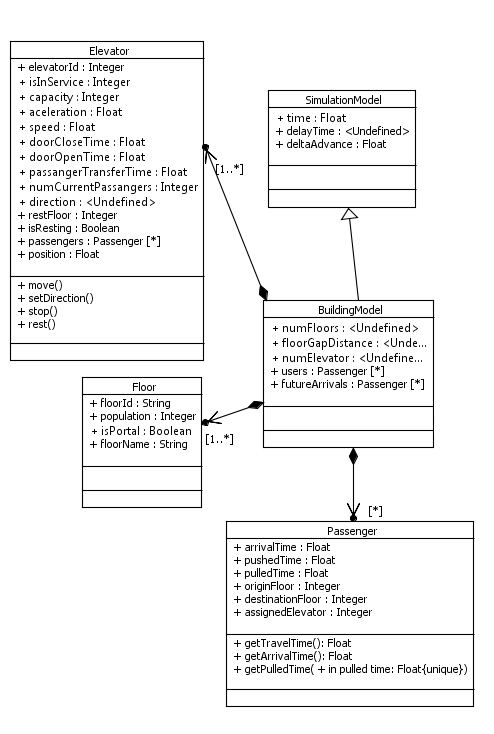 Elevator
+ elevatorId : Integer
+ isInService : Integer
+ capacity : Integer
+ aceleration : Float
+ speed : Float
+ doorCloseTime : Float
+ doorOpenTime : Float
+ passangerTransferTime : Float
+ numCurrentPassangers : Integer
+ direction : <Undefined>
+ restFloor : Integer
+ isResting : Boolean
+ passengers : Passenger [*]
+ position : Float
+ move()
+ setDirection()
+ stop()
+ rest()
SimulationModel
+ time : Float
+ delayTime : <Undefined>
+ deltaAdvance : Float
[1..*]
BuildingModel
+ numFloors : <Undefined>
+ floorGapDistance : <Unde...
+ numElevator : <Undefine...
+ users : Passenger [*]
+ futureArrivals : Passenger [*]
Floor
+ floorId : String
+ population : Integer
+ isPortal : Boolean
+ floorName : String
[1..*]
[*]
Passenger
+ arrivalTime : Float
+ pushedTime : Float
+ pulledTime : Float
+ originFloor : Integer
+ destinationFloor : Integer
+ assignedElevator : Integer
+ getTravelTime(): Float
+ getArrivalTime(): Float
+ getPulledTime( + in pulled time: Float{unique})